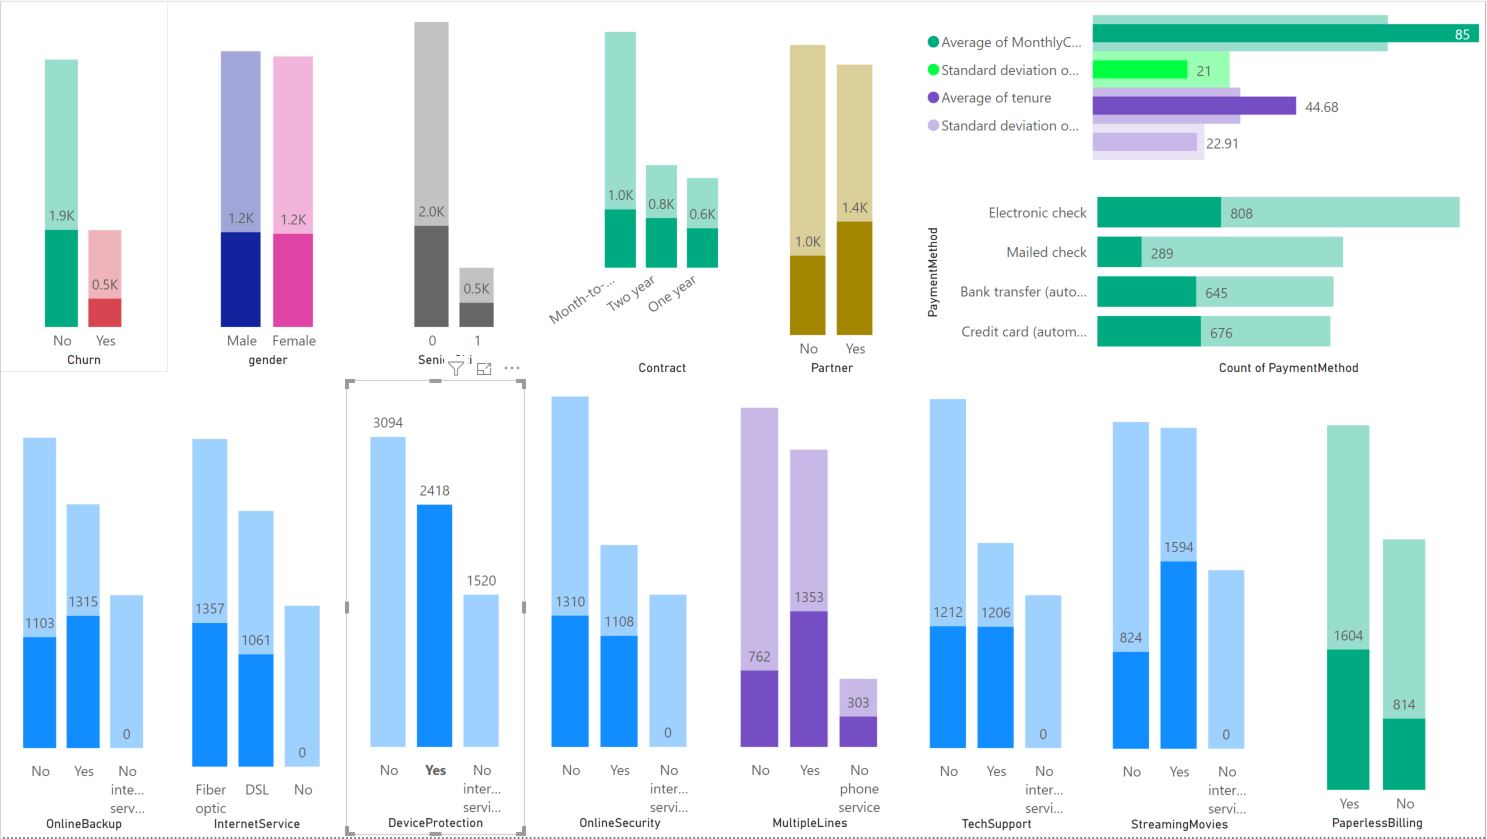 1.9K
0.5K
No Yes
Churn
1.2K
1.2K
Male Female
gender
2.0K
0.5K
0 1
1.0K
0.8K
0.6K
Month-to-...
Two year
One year
Contract
1.0K
1.4K
No Yes
Partner
Average of MonthlyC...
Standard deviation o...
Average of tenure
Standard deviation o...
85
21
44.68
22.91
PaymentMethod
Electronic check 808
Mailed check 289
Bank transfer (auto... 645
Credit card (autom... 676
Count of PaymentMethod
1103
1315
0
No Yes No
inte...
serv...
OnlineBackup
1357
1061
0
Fiber DSL No
optic
InternetService
3094
2418
1520
No Yes No
inter...
servi...
DeviceProtection
1310
1108
0
No Yes No
inter...
servi...
OnlineSecurity
762
1353
303
No Yes No
phone
service
MultipleLines
1212
1206
0
No Yes No
inter...
servi...
TechSupport
824
1594
0
No Yes No
inter...
servi...
StreamingMovies
1604
814
Yes No
PaperlessBilling